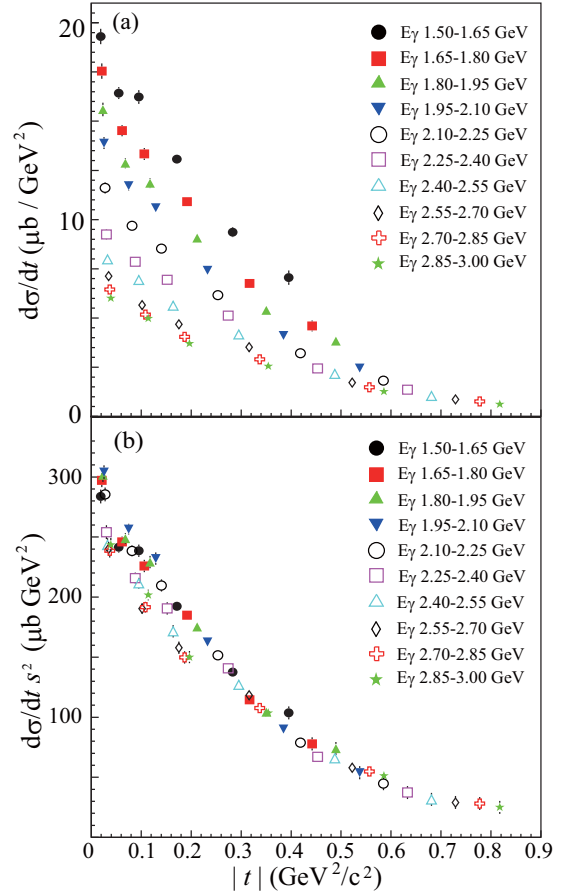 (a)
20
10
0
dσ/dt (μb / GeV²)
Eγ 1.50-1.65 GeV
Eγ 1.65-1.80 GeV
Eγ 1.80-1.95 GeV
Eγ 1.95-2.10 GeV
Eγ 2.10-2.25 GeV
Eγ 2.25-2.40 GeV
Eγ 2.40-2.55 GeV
Eγ 2.55-2.70 GeV
Eγ 2.70-2.85 GeV
Eγ 2.85-3.00 GeV
(b)
300
200
100
dσ/dt s² (μb GeV²)
Eγ 1.50-1.65 GeV
Eγ 1.65-1.80 GeV
Eγ 1.80-1.95 GeV
Eγ 1.95-2.10 GeV
Eγ 2.10-2.25 GeV
Eγ 2.25-2.40 GeV
Eγ 2.40-2.55 GeV
Eγ 2.55-2.70 GeV
Eγ 2.70-2.85 GeV
Eγ 2.85-3.00 GeV
0 0.1 0.2 0.3 0.4 0.5 0.6 0.7 0.8 0.9
| t | (GeV²/c²)